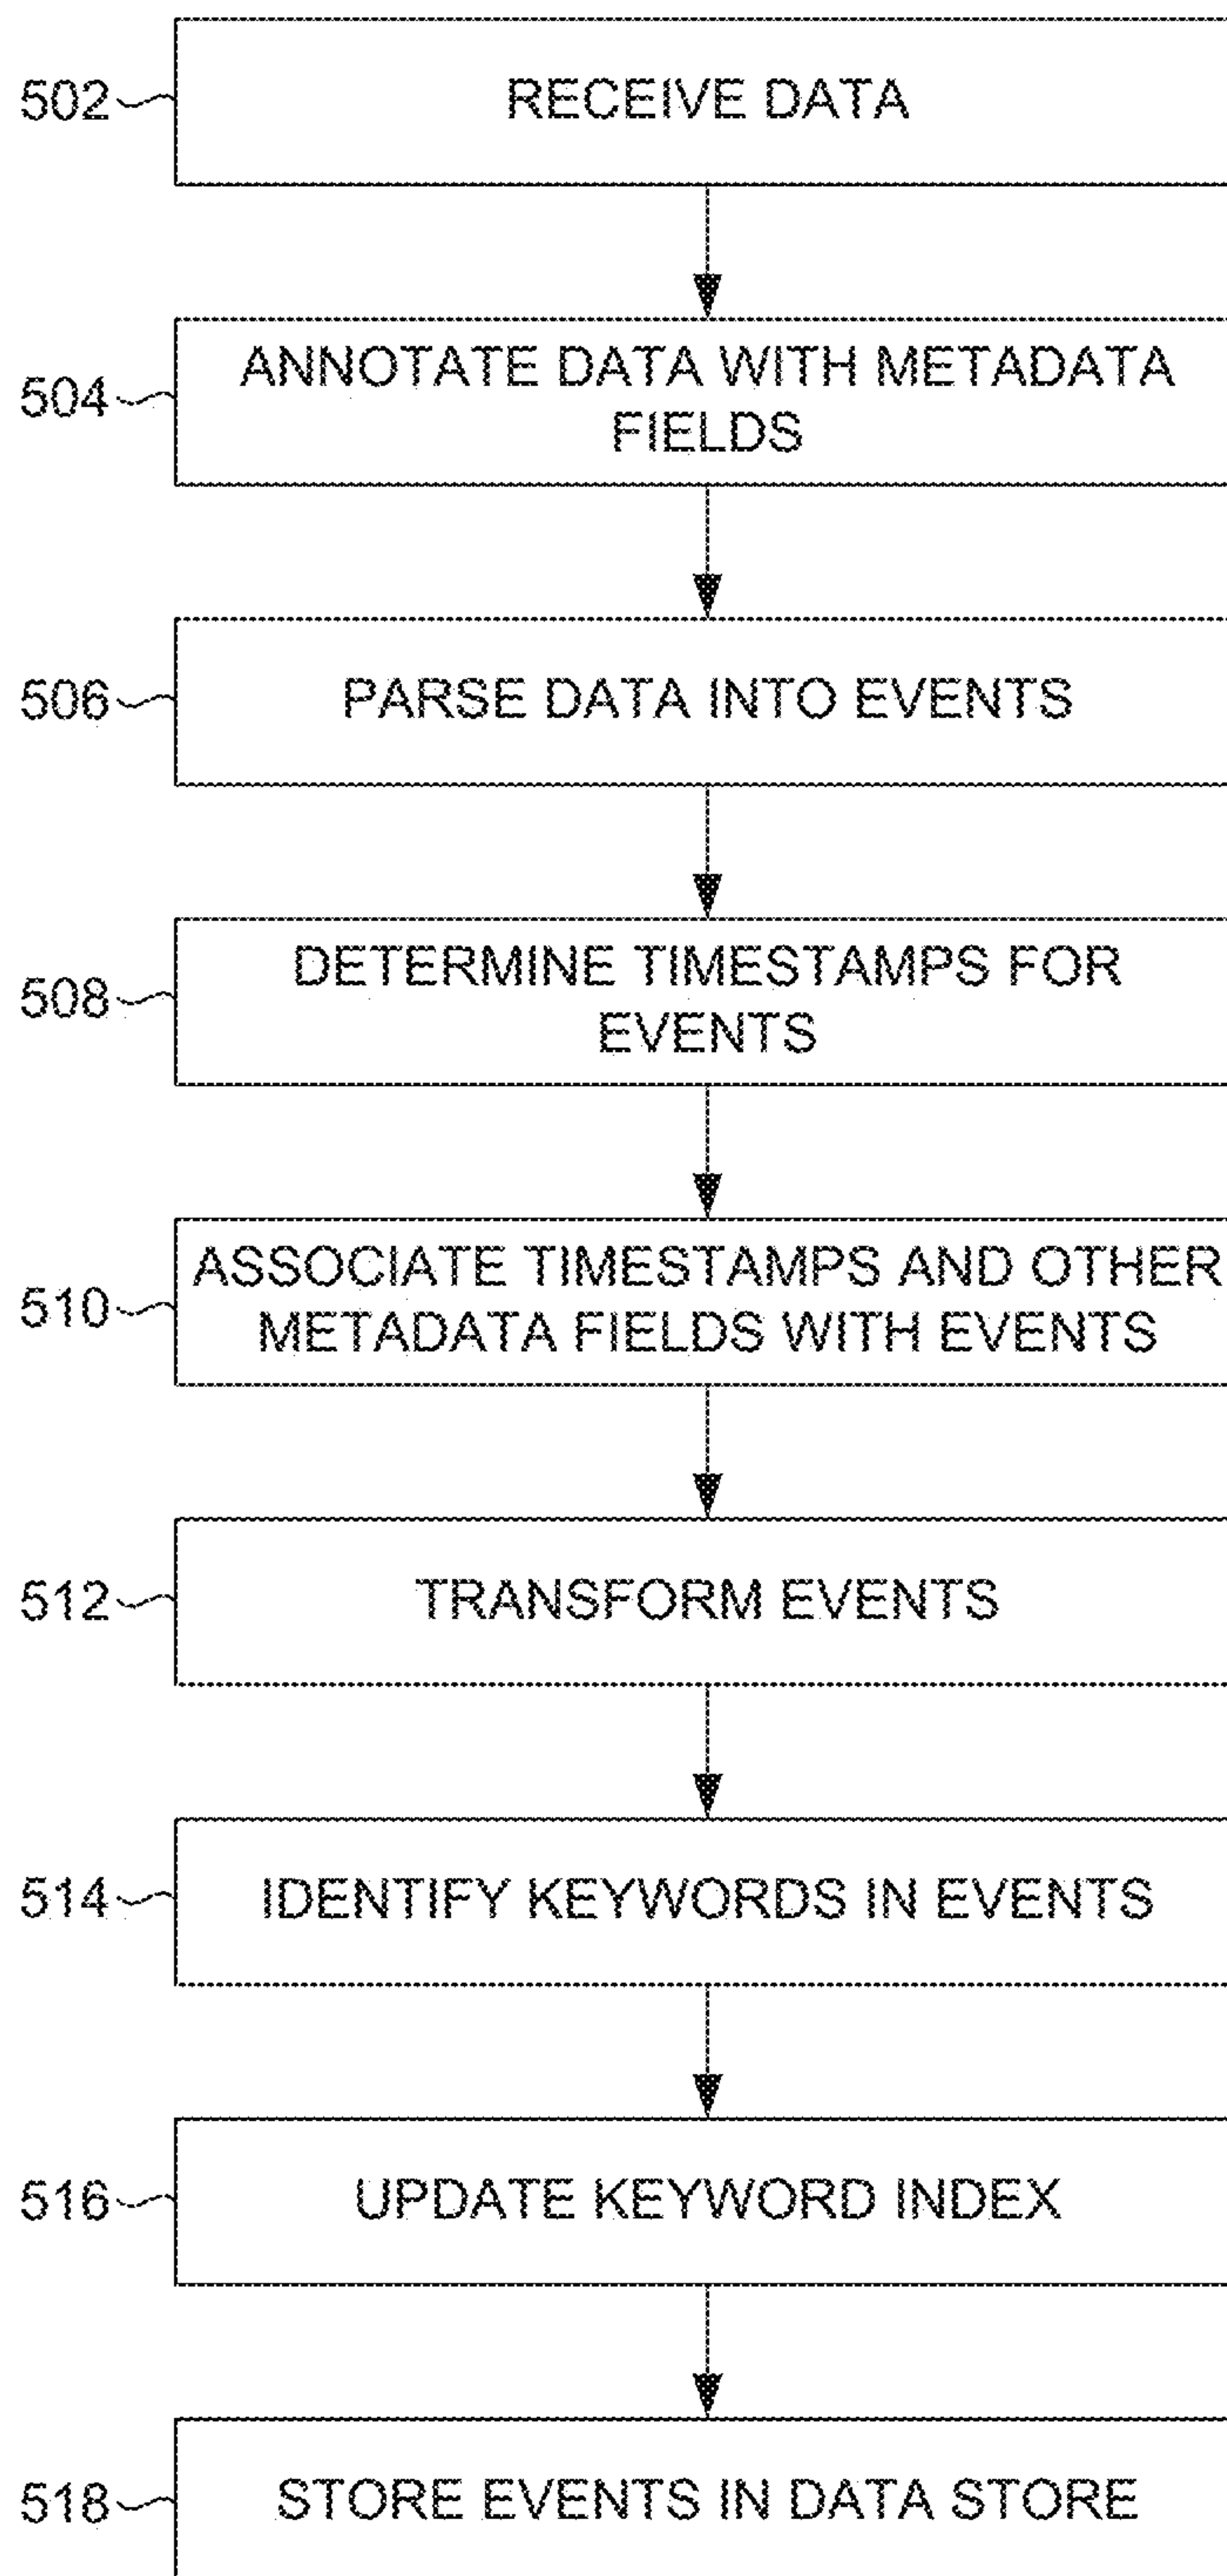 502
RECEIVE DATA
504
ANNOTATE DATA WITH METADATA
FIELDS
506
PARSE DATA INTO EVENTS
508
DETERMINE TIMESTAMPS FOR
EVENTS
510
ASSOCIATE TIMESTAMPS AND OTHER
METADATA FIELDS WITH EVENTS
512
TRANSFORM EVENTS
514
IDENTIFY KEYWORDS IN EVENTS
516
UPDATE KEYWORD INDEX
518
STORE EVENTS IN DATA STORE